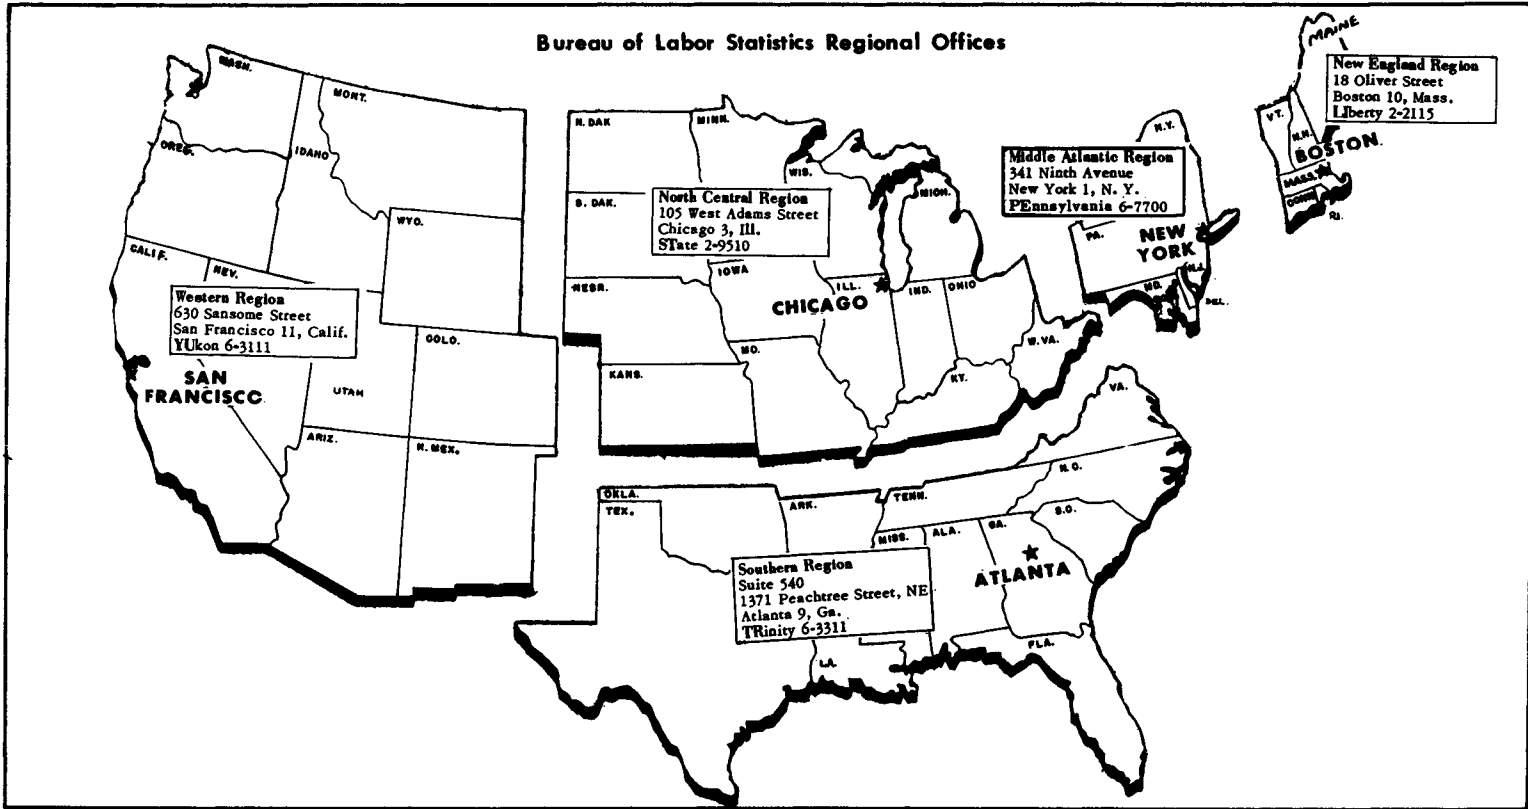 Bureau of Labor Statistics Regional Offices
MAINE
New England Region
18 Oliver Street
Boston 10, Mass.
LIberty 2-2115
VT.
N.H.
BOSTON
MASS.
CONN.
R.I.
N.Y.
Middle Atlantic Region
341 Ninth Avenue
New York 1, N. Y.
PEnnsylvania 6-7700
PA.
NEW
YORK
N.J.
MD.
DEL.
WASH.
MONT.
OREG.
IDAHO
WYO.
CALIF.
NEV.
Western Region
630 Sansome Street
San Francisco 11, Calif.
YUkon 6-3111
SAN
FRANCISCO
COLO.
UTAH
ARIZ.
N. MEX.
N. DAK
MINN.
WIS.
S. DAK.
MICH.
North Central Region
105 West Adams Street
Chicago 3, Ill.
STate 2-9510
IOWA
NEBR.
ILL.
CHICAGO
IND.
OHIO
MO.
W. VA.
KANS.
KY.
VA.
N. C.
OKLA.
TEX.
ARK.
TENN.
S.C.
MISS.
ALA.
GA.
ATLANTA
Southern Region
Suite 540
1371 Peachtree Street, NE
Atlanta 9, Ga.
TRinity 6-3311
LA.
FLA.